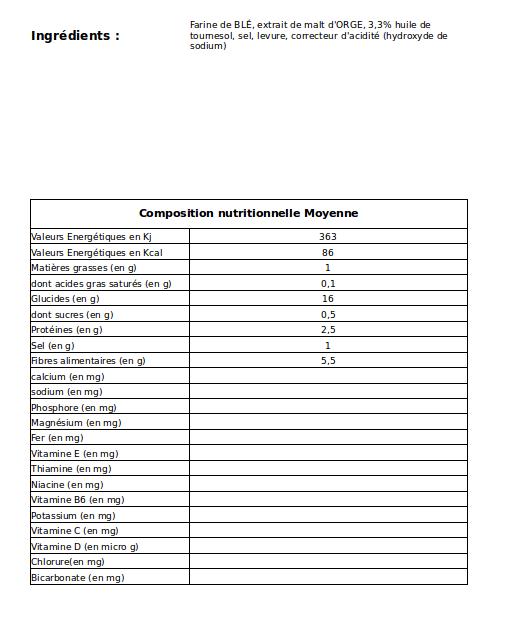 Ingrédients :
Farine de BLÉ, extrait de malt d'ORGE, 3,3% huile de
tournesol, sel, levure, correcteur d'acidité (hydroxyde de
sodium)
Composition nutritionnelle Moyenne
Valeurs Energétiques en Kj 363
Valeurs Energétiques en Kcal 86
Matières grasses (en g) 1
dont acides gras saturés (en g) 0,1
Glucides (en g) 16
dont sucres (en g) 0,5
Protéines (en g) 2,5
Sel (en g) 1
Fibres alimentaires (en g) 5,5
calcium (en mg)
sodium (en mg)
Phosphore (en mg)
Magnésium (en mg)
Fer (en mg)
Vitamine E (en mg)
Thiamine (en mg)
Niacine (en mg)
Vitamine B6 (en mg)
Potassium (en mg)
Vitamine C (en mg)
Vitamine D (en micro g)
Chlorure(en mg)
Bicarbonate (en mg)